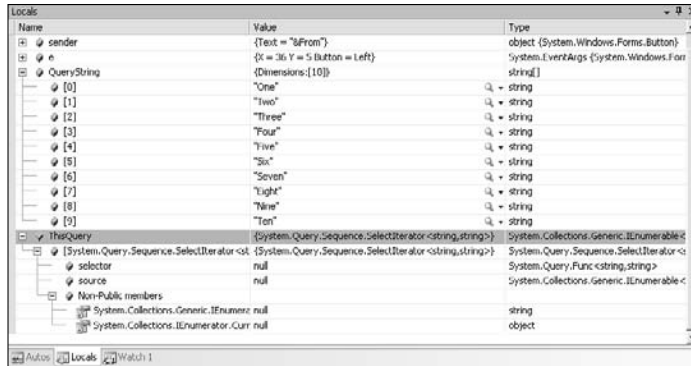 Locals
Name Value Type
sender {Text = "&From"} object {System.Windows.Forms.Button}
e {X = 36 Y = 5 Button = Left} System.EventArgs {System.Windows.Forr
QueryString {Dimensions:[10]} string[]
[0] "One" string
[1] "Two" string
[2] "Three" string
[3] "Four" string
[4] "Five" string
[5] "Six" string
[6] "Seven" string
[7] "Eight" string
[8] "Nine" string
[9] "Ten" string
ThisQuery {System.Query.Sequence.SelectIterator<string,string>} System.Collections.Generic.IEnumerable<
[System.Query.Sequence.SelectIterator<st {System.Query.Sequence.SelectIterator<string,string>} System.Query.Sequence.SelectIterator<s
selector null System.Query.Func<string,string>
source null System.Collections.Generic.IEnumerable<
Non-Public members
System.Collections.Generic.IEnumera null string
System.Collections.IEnumerator.Curr null object
Autos Locals Watch 1